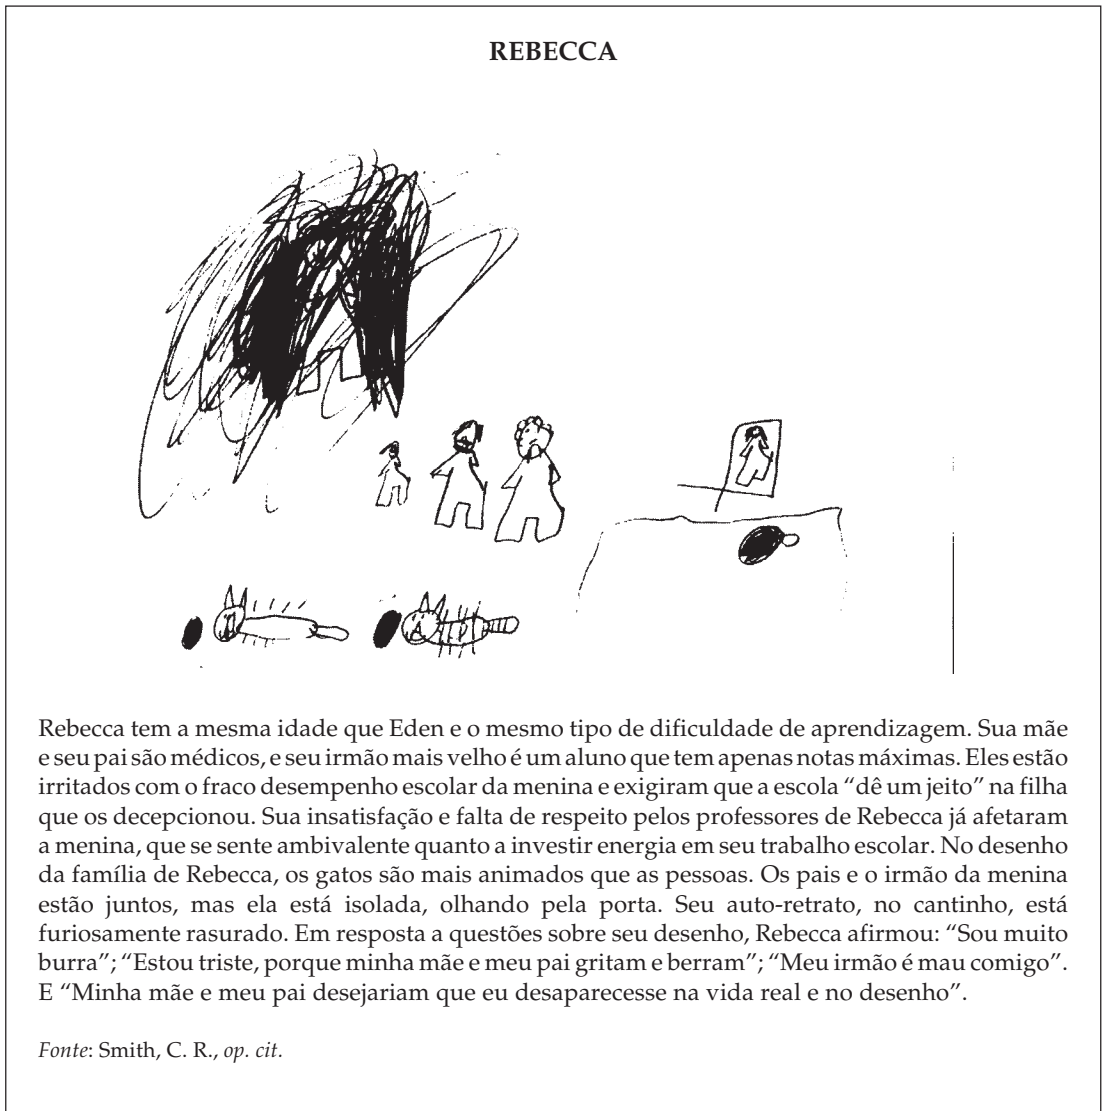 REBECCA
Rebecca tem a mesma idade que Eden e o mesmo tipo de dificuldade de aprendizagem. Sua mãe
e seu pai são médicos, e seu irmão mais velho é um aluno que tem apenas notas máximas. Eles estão
irritados com o fraco desempenho escolar da menina e exigiram que a escola “dê um jeito” na filha
que os decepcionou. Sua insatisfação e falta de respeito pelos professores de Rebecca já afetaram
a menina, que se sente ambivalente quanto a investir energia em seu trabalho escolar. No desenho
da família de Rebecca, os gatos são mais animados que as pessoas. Os pais e o irmão da menina
estão juntos, mas ela está isolada, olhando pela porta. Seu auto-retrato, no cantinho, está
furiosamente rasurado. Em resposta a questões sobre seu desenho, Rebecca afirmou: “Sou muito
burra”; “Estou triste, porque minha mãe e meu pai gritam e berram”; “Meu irmão é mau comigo”.
E “Minha mãe e meu pai desejariam que eu desaparecesse na vida real e no desenho”.
Fonte: Smith, C. R., op. cit.